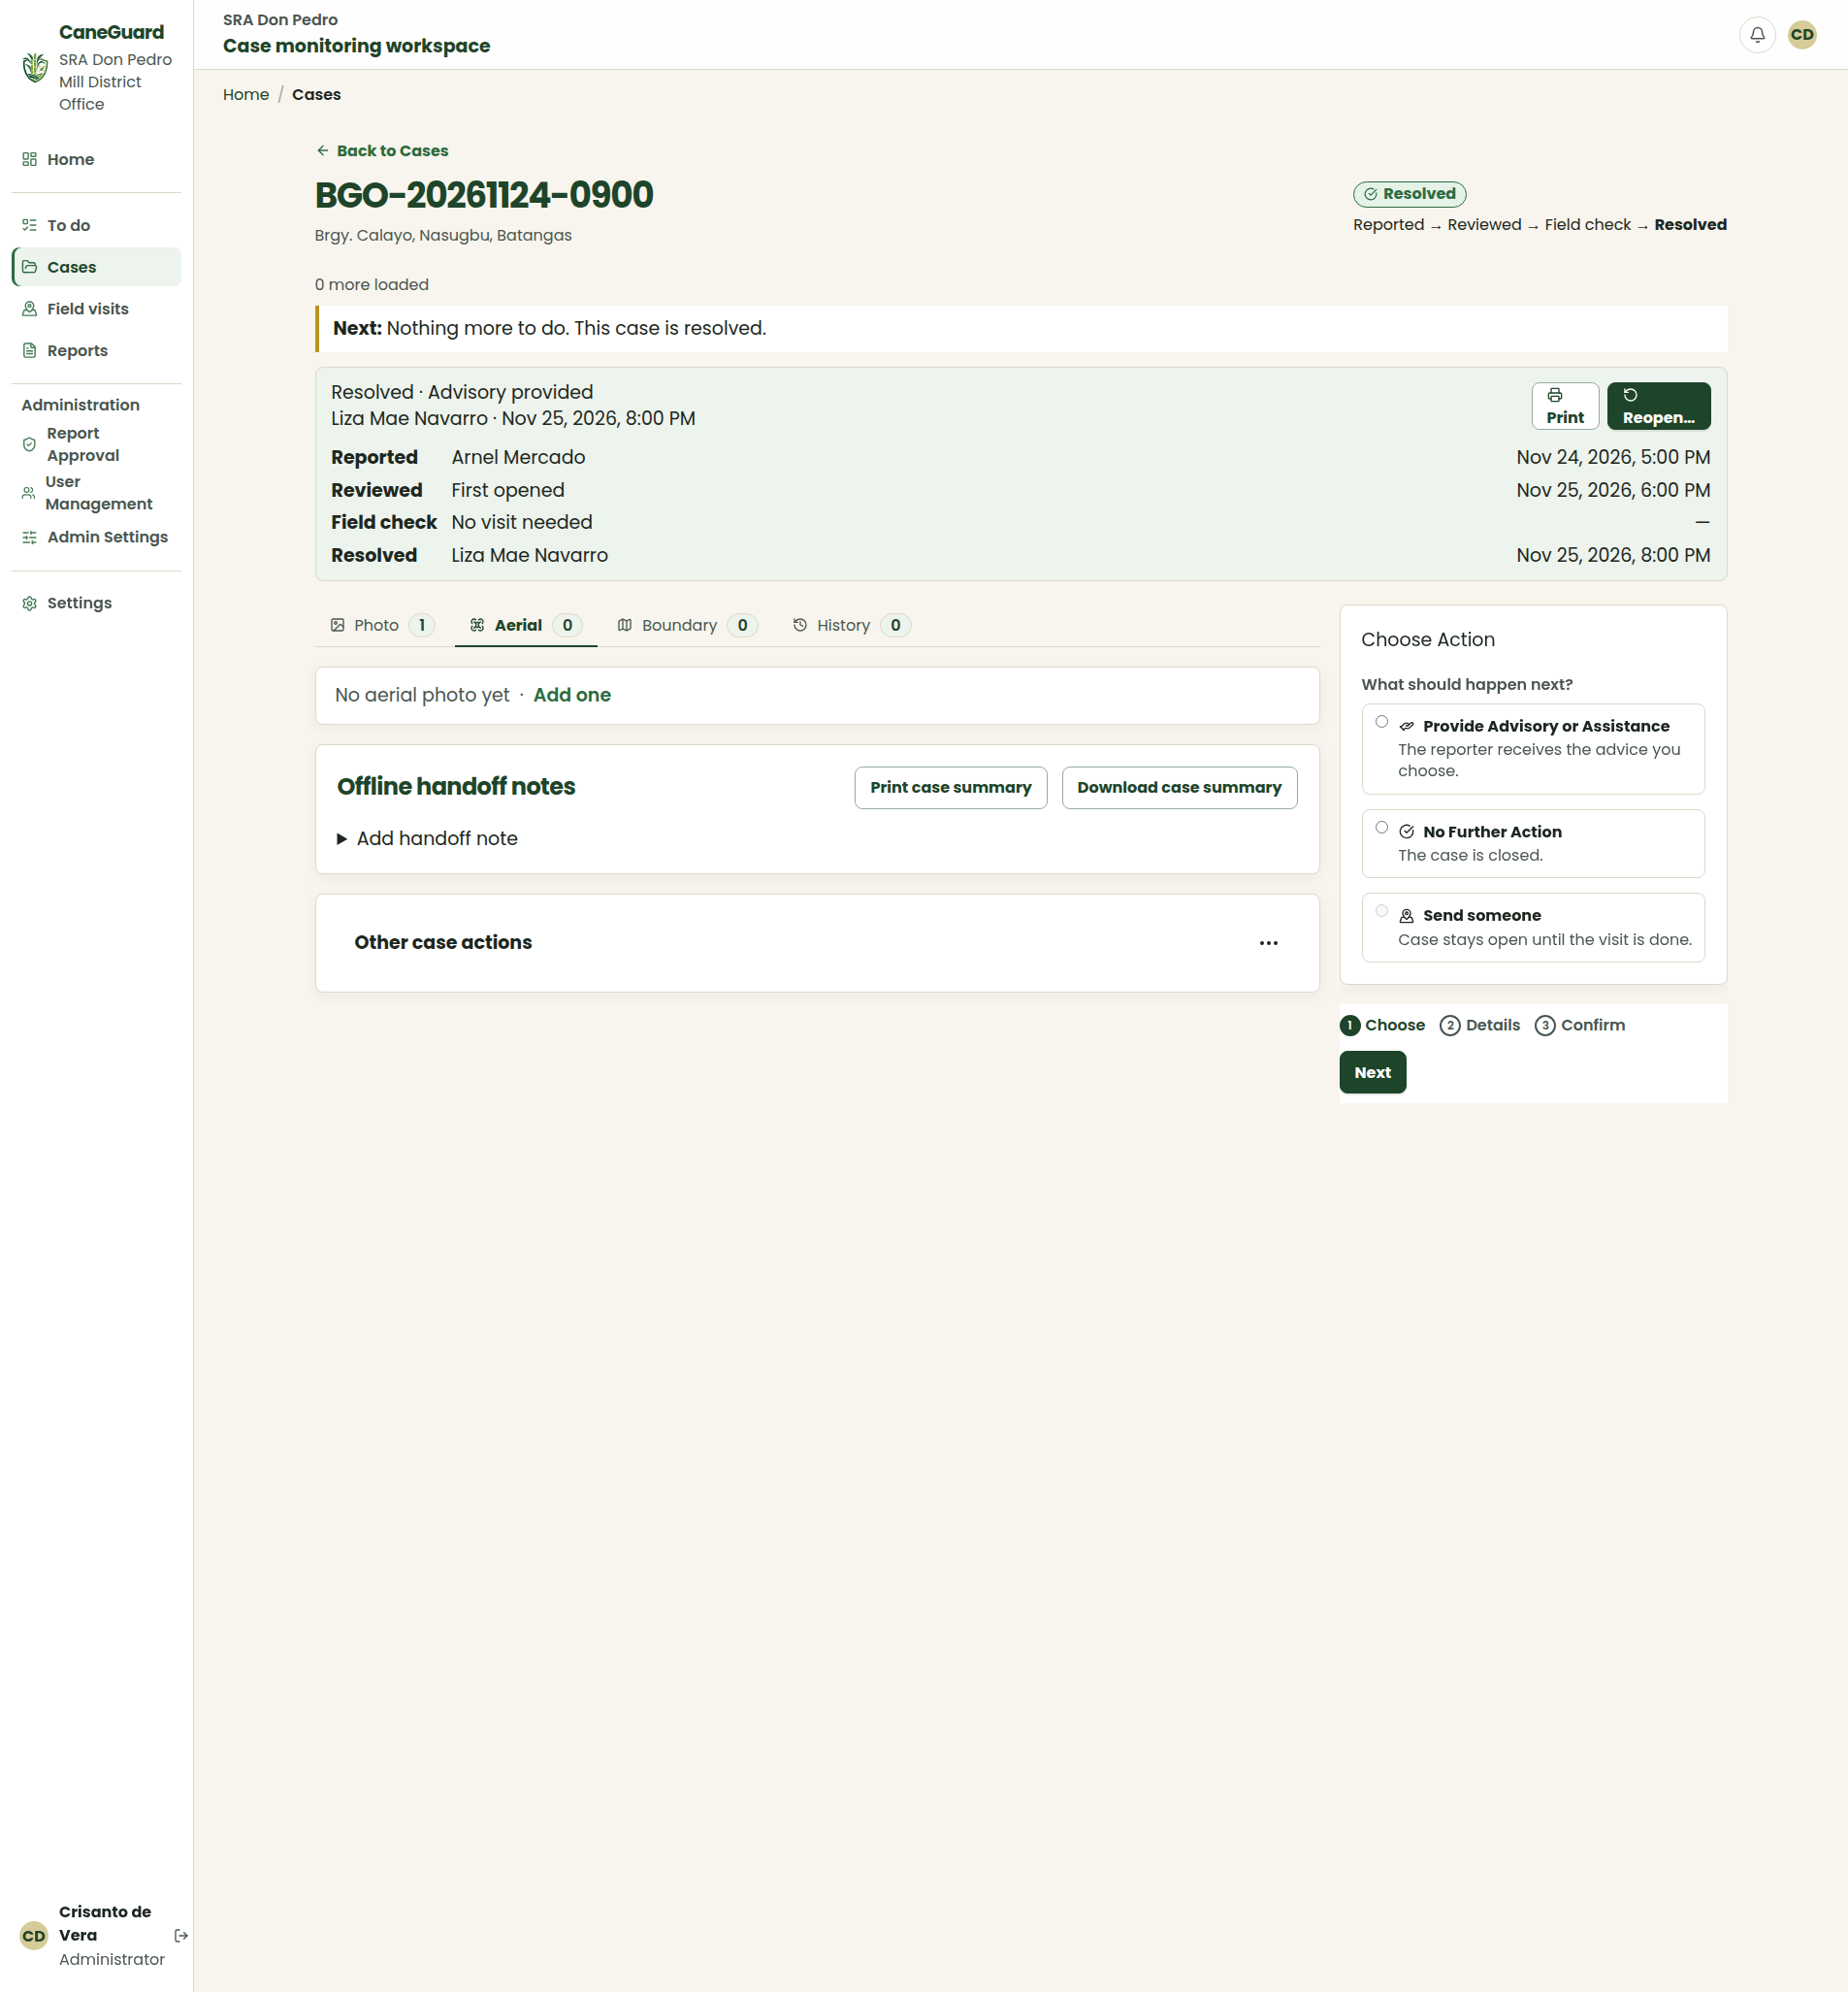 CaneGuard
SRA Don Pedro
Mill District
Office
Home
To do
Cases
Field visits
Reports
Administration
Report
Approval
User
Management
Admin Settings
Settings
CD
Crisanto de
Vera
Administrator
SRA Don Pedro
Case monitoring workspace
CD
Home / Cases
← Back to Cases
BGO-20261124-0900
Brgy. Calayo, Nasugbu, Batangas
Resolved
Reported → Reviewed → Field check → Resolved
0 more loaded
Next: Nothing more to do. This case is resolved.
Resolved · Advisory provided
Liza Mae Navarro · Nov 25, 2026, 8:00 PM
Print
Reopen...
Reported Arnel Mercado Nov 24, 2026, 5:00 PM
Reviewed First opened Nov 25, 2026, 6:00 PM
Field check No visit needed —
Resolved Liza Mae Navarro Nov 25, 2026, 8:00 PM
Photo 1 Aerial 0 Boundary 0 History 0
No aerial photo yet · Add one
Offline handoff notes
Print case summary
Download case summary
Add handoff note
Other case actions
...
Choose Action
What should happen next?
Provide Advisory or Assistance
The reporter receives the advice you
choose.
No Further Action
The case is closed.
Send someone
Case stays open until the visit is done.
1 Choose 2 Details 3 Confirm
Next